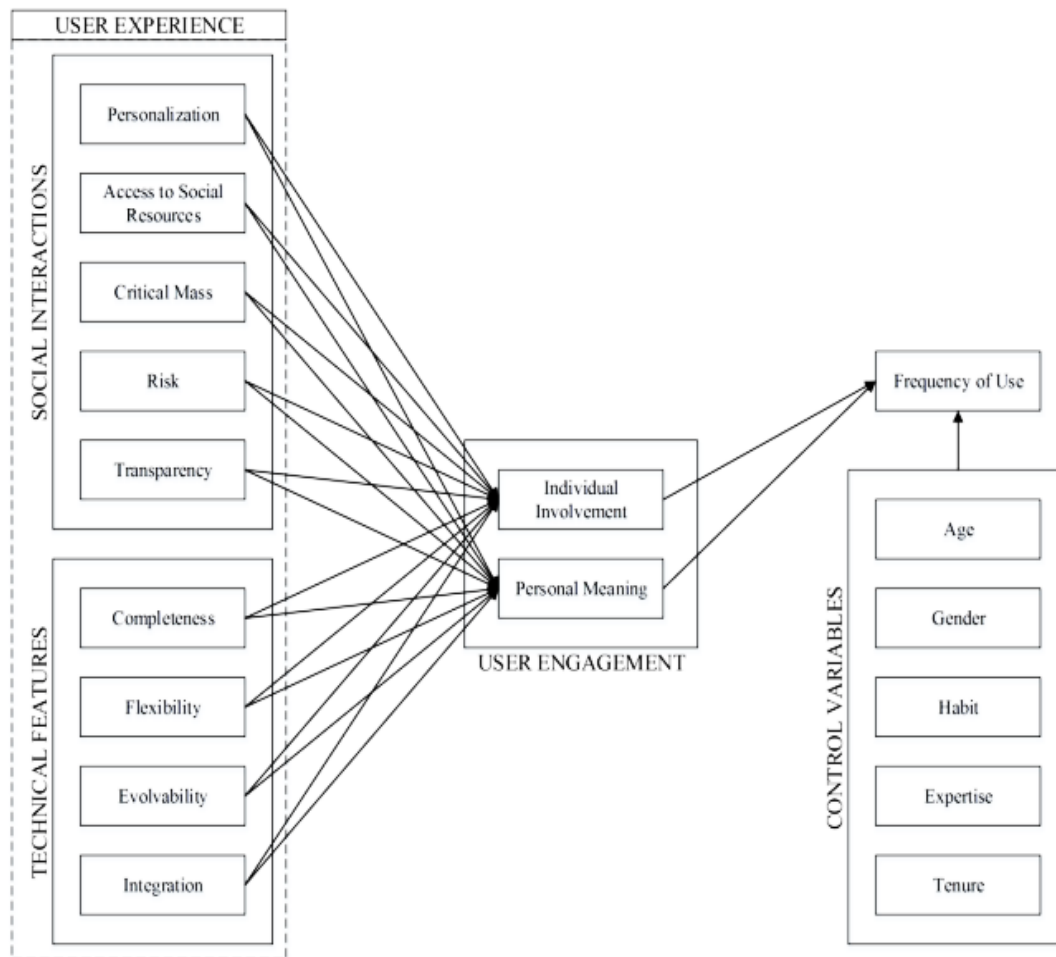 USER EXPERIENCE
SOCIAL INTERACTIONS
Personalization
Access to Social
Resources
Critical Mass
Risk
Transparency
TECHNICAL FEATURES
Completeness
Flexibility
Evolvability
Integration
Individual
Involvement
Personal Meaning
USER ENGAGEMENT
Frequency of Use
CONTROL VARIABLES
Age
Gender
Habit
Expertise
Tenure